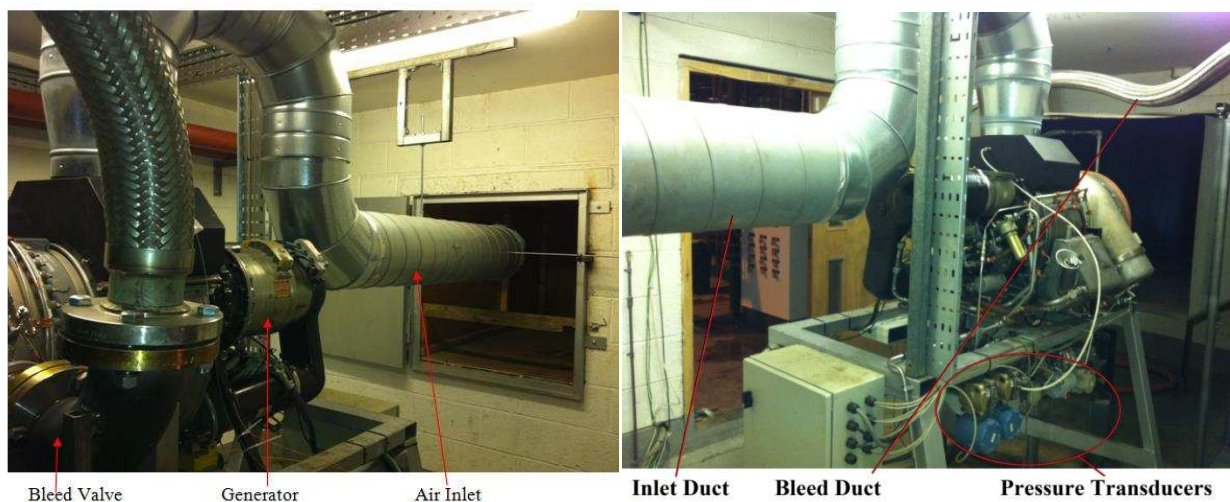 Bleed Valve Generator Air Inlet
Inlet Duct Bleed Duct Pressure Transducers